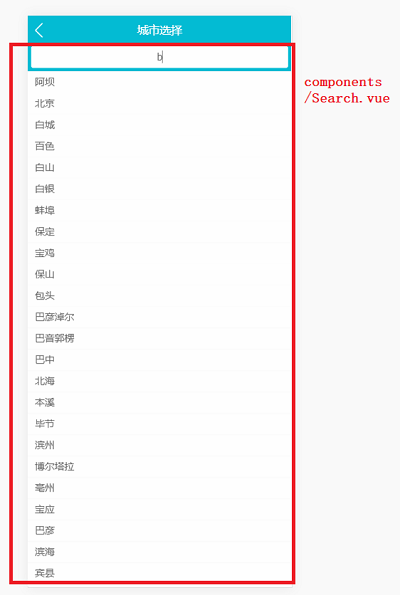 城市选择
b
components
/Search.vue
阿坝
北京
白城
百色
白山
白银
蚌埠
保定
宝鸡
保山
包头
巴彦淖尔
巴音郭楞
巴中
北海
本溪
毕节
滨州
博尔塔拉
亳州
宝应
巴彦
滨海
宾县